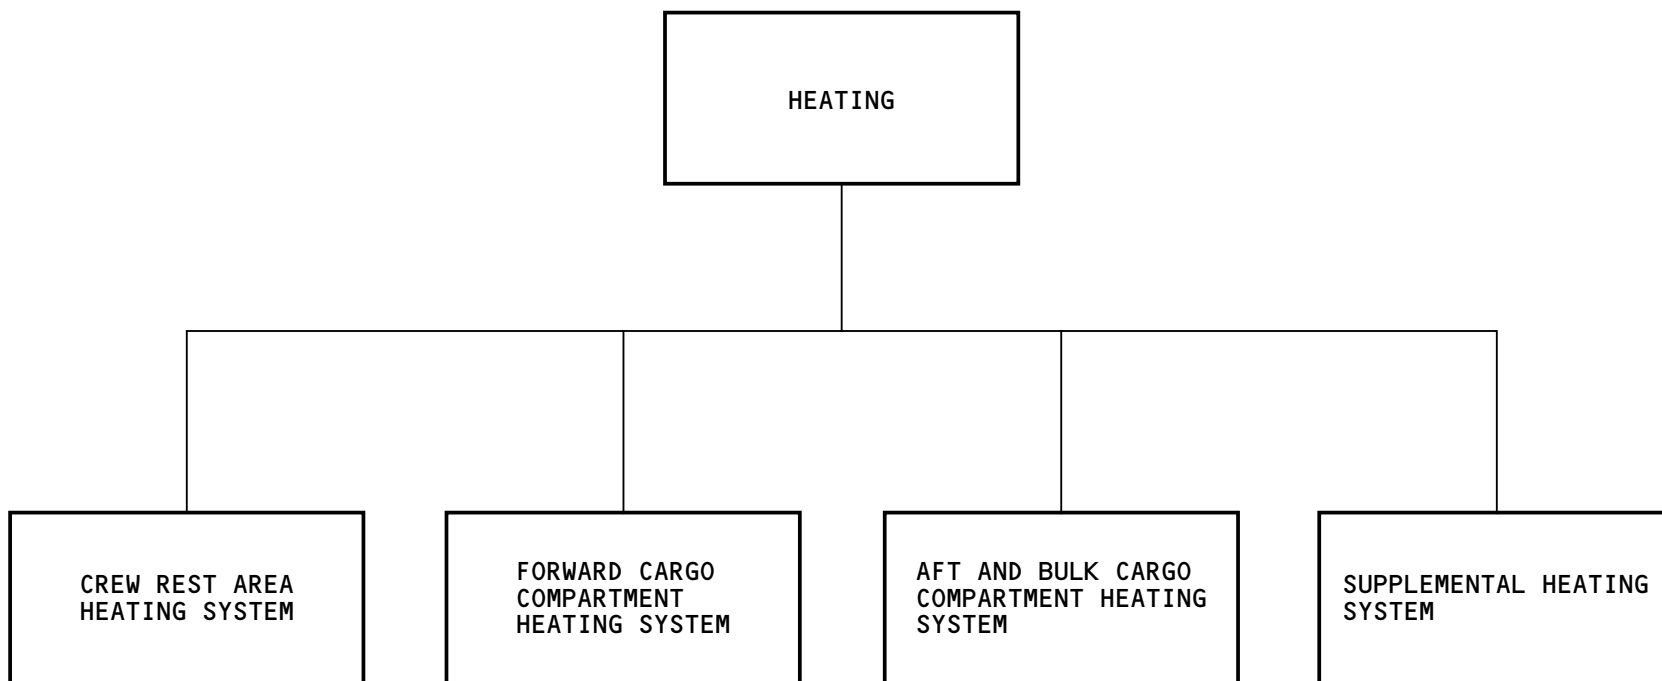 HEATING
CREW REST AREA
HEATING SYSTEM
FORWARD CARGO
COMPARTMENT
HEATING SYSTEM
AFT AND BULK CARGO
COMPARTMENT HEATING
SYSTEM
SUPPLEMENTAL HEATING
SYSTEM